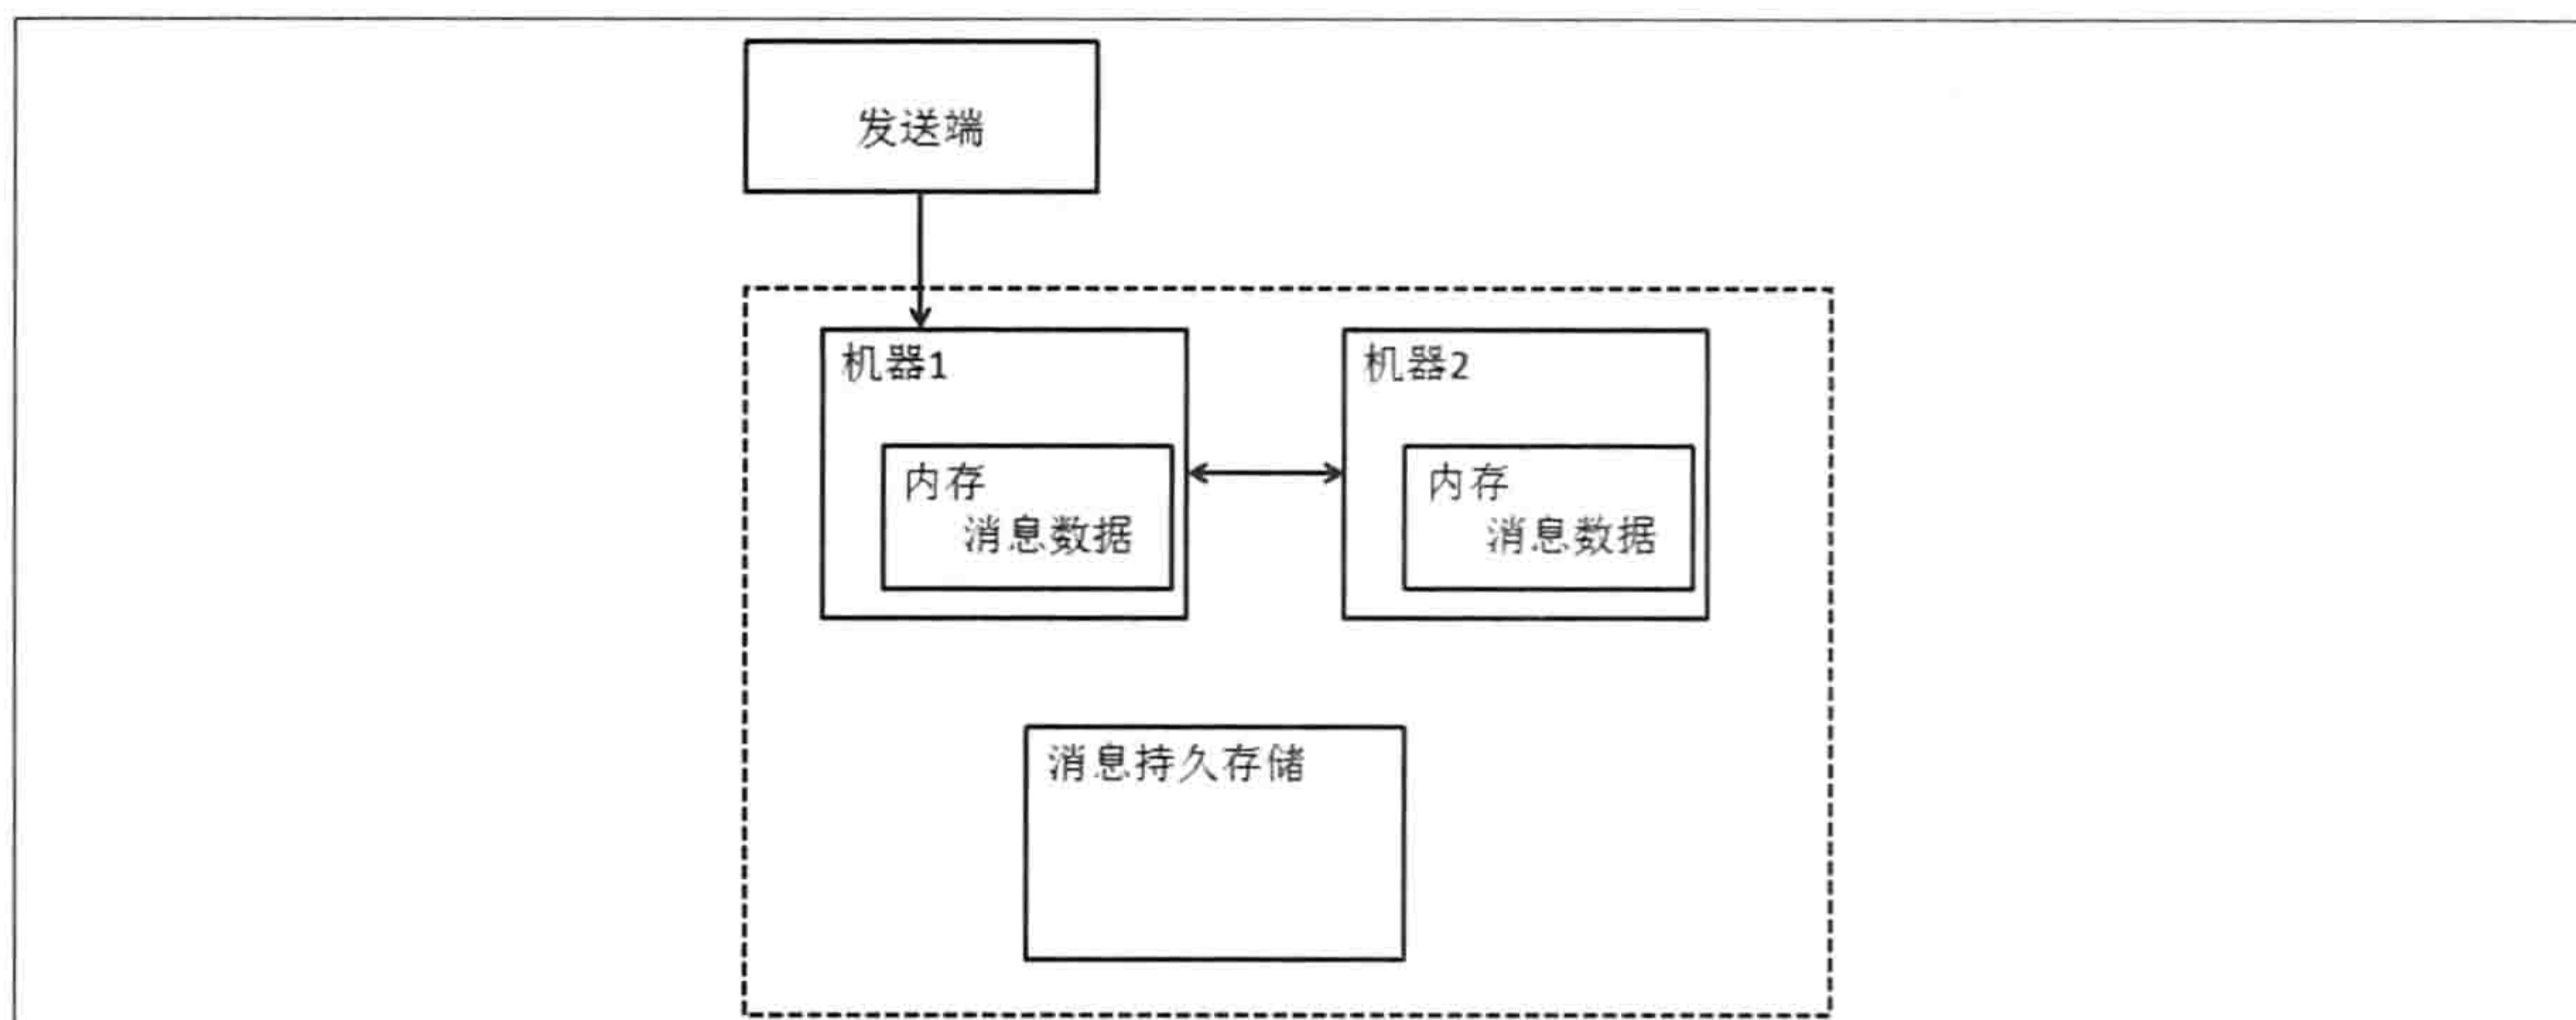 发送端
机器1
内存
消息数据
机器2
内存
消息数据
消息持久存储